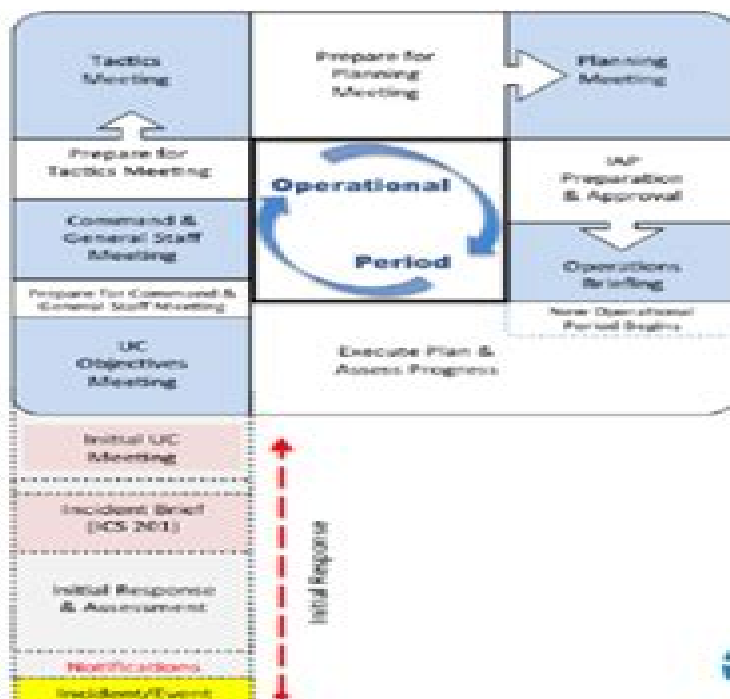 Tactics
Meeting
Prepare for
Planning
Meeting
Planning
Meeting
Prepare for
Tactics Meeting
Operational
Period
IAP
Preparation
& Approval
Command &
General Staff
Meeting
Operations
Briefing
Prepare for Command &
General Staff Meeting
New Operational
Period Begins
UC
Objectives
Meeting
Execute Plan &
Assess Progress
Initial UC
Meeting
Incident Brief
(ICS 201)
Initial Response
Initial Response
& Assessment
Notifications
Incident/Event